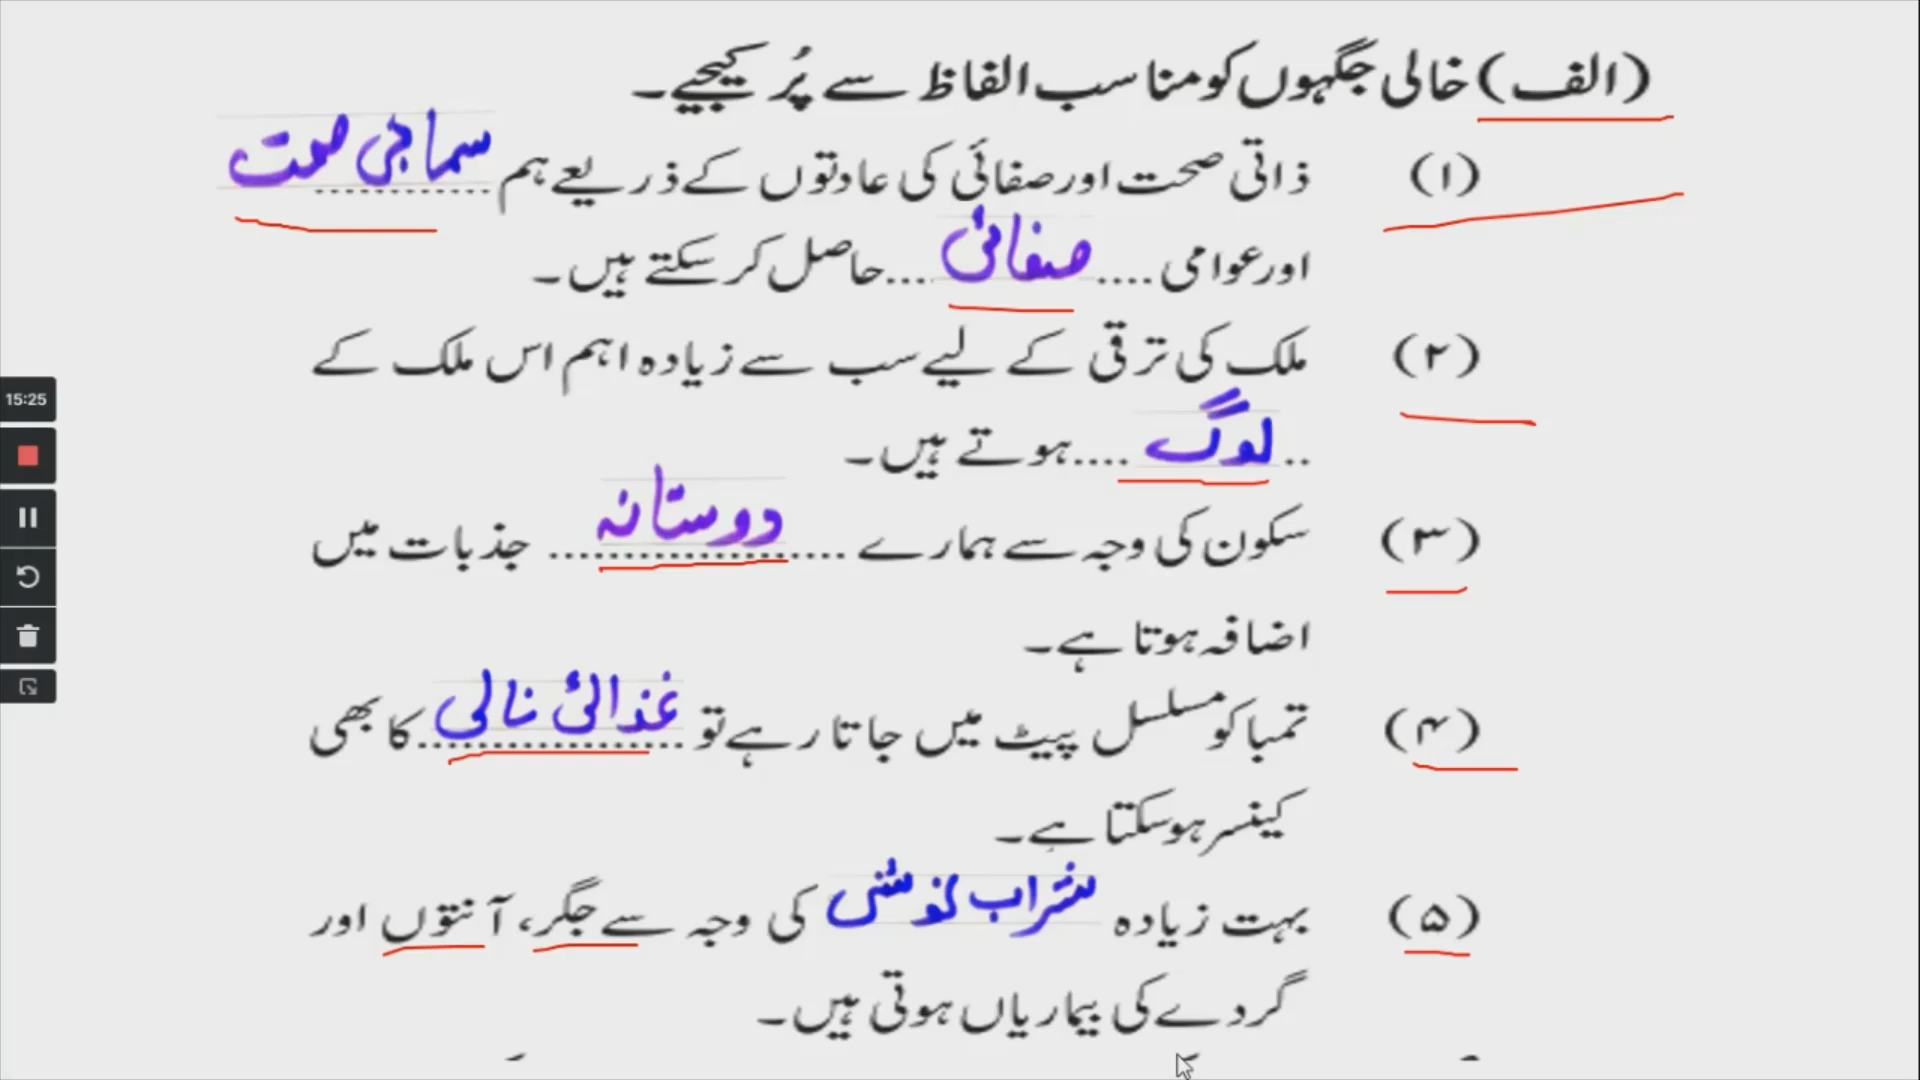 (الف) خالی جگہوں کو مناسب الفاظ سے پُر کیجیے۔
(۱) ذاتی صحت اور صفائی کی عادتوں کے ذریعے ہم سماجی صحت
اور عوامی .... صفائی .... حاصل کر سکتے ہیں۔
(۲) ملک کی ترقی کے لیے سب سے زیادہ اہم اس ملک کے
.. لوگ .... ہوتے ہیں۔
(۳) سکون کی وجہ سے ہمارے دوستانہ جذبات میں
اضافہ ہوتا ہے۔
(۴) تمباکو مسلسل پیٹ میں جاتا رہے تو غذائی نالی کا بھی
کینسر ہوسکتا ہے۔
(۵) بہت زیادہ شراب نوشی کی وجہ سے جگر، آنتوں اور
گردے کی بیماریاں ہوتی ہیں۔
15:25